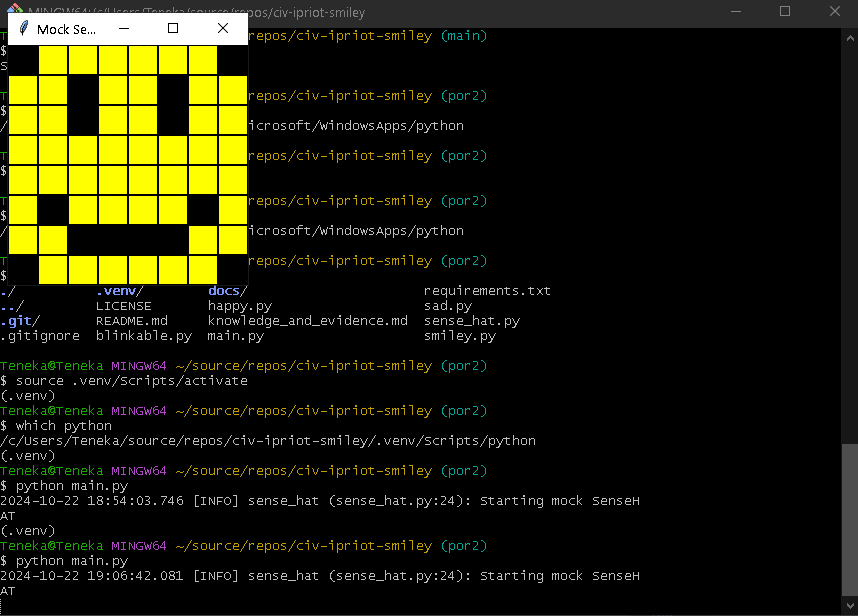 MINGW64:/c/Users/Teneka/source/repos/civ-ipriot-smiley
Mock Se...
repos/civ-ipriot-smiley (main)
$
repos/civ-ipriot-smiley (por2)
$
/ icrosoft/WindowsApps/python
repos/civ-ipriot-smiley (por2)
$
repos/civ-ipriot-smiley (por2)
$
/ icrosoft/WindowsApps/python
repos/civ-ipriot-smiley (por2)
$
./ .venv/ docs/ requirements.txt
../ LICENSE happy.py sad.py
.git/ README.md knowledge_and_evidence.md sense_hat.py
.gitignore blinkable.py main.py smiley.py
Teneka@Teneka MINGW64 ~/source/repos/civ-ipriot-smiley (por2)
$ source .venv/Scripts/activate
(.venv)
Teneka@Teneka MINGW64 ~/source/repos/civ-ipriot-smiley (por2)
$ which python
/c/Users/Teneka/source/repos/civ-ipriot-smiley/.venv/Scripts/python
(.venv)
Teneka@Teneka MINGW64 ~/source/repos/civ-ipriot-smiley (por2)
$ python main.py
2024-10-22 18:54:03.746 [INFO] sense_hat (sense_hat.py:24): Starting mock SenseH
AT
(.venv)
Teneka@Teneka MINGW64 ~/source/repos/civ-ipriot-smiley (por2)
$ python main.py
2024-10-22 19:06:42.081 [INFO] sense_hat (sense_hat.py:24): Starting mock SenseH
AT